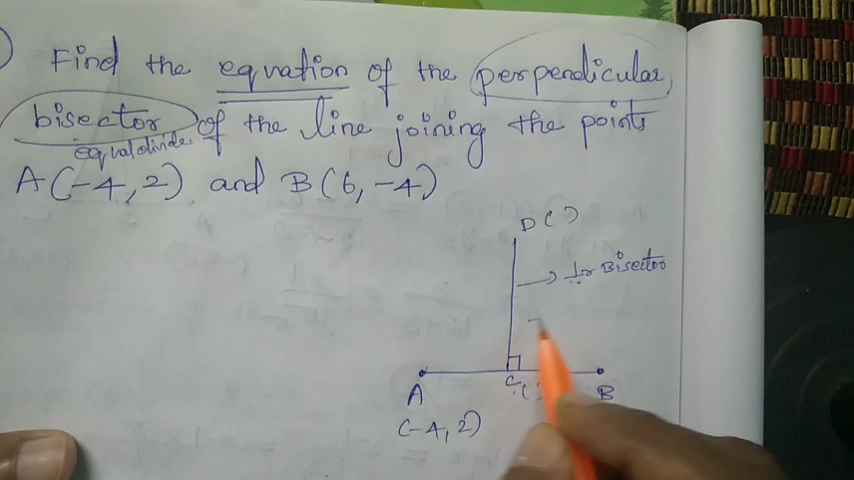 Find the equation of the perpendicular
bisector of the line joining the points
equal divide
A(-4,2) and B(6,-4)
D( )
→ ⊥r Bisector
A
C
B
(-4,2)